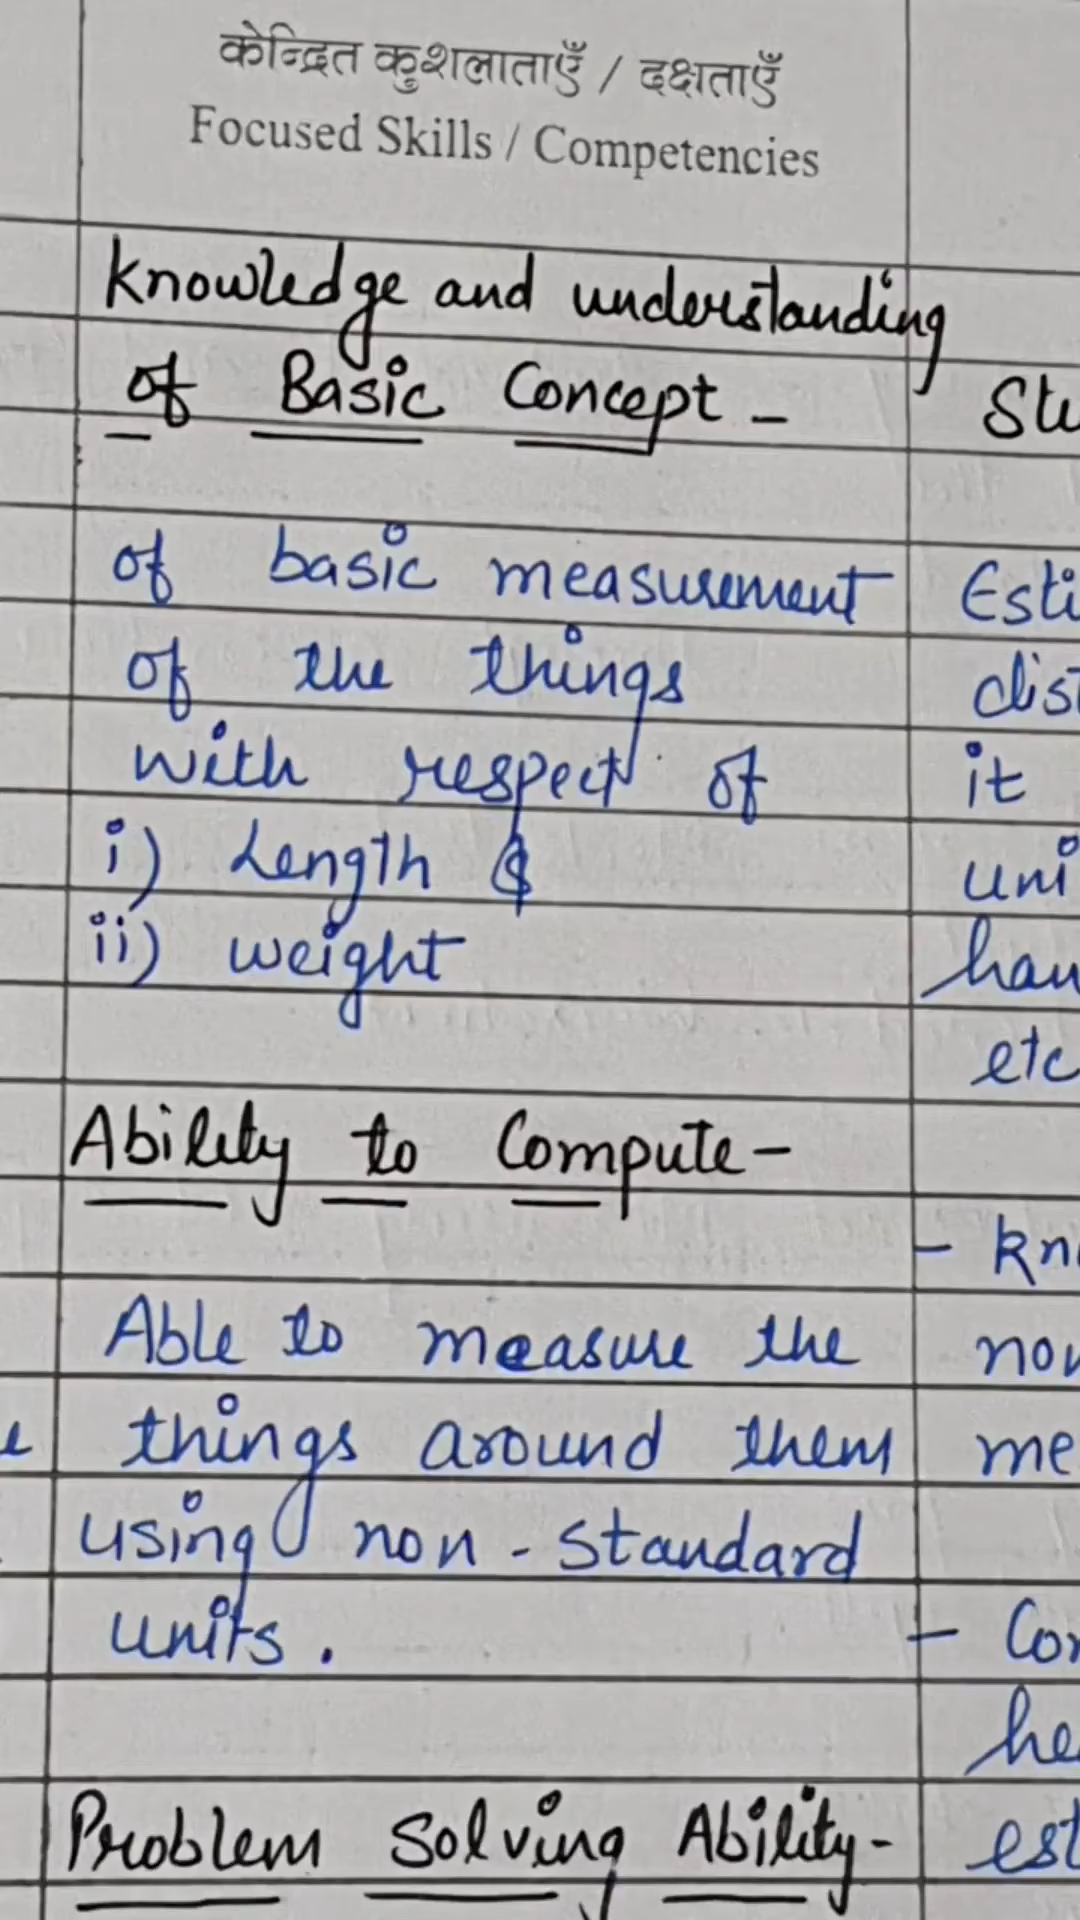 केन्द्रित कुशलाताएँ / दक्षताएँ
Focused Skills / Competencies
Knowledge and understanding
of Basic Concept -
of basic measurement
of the things
with respect of
i) Length &
ii) weight
Ability to Compute -
Able to measure the
things around them
using non-standard
units.
Problem Solving Ability-
it
etc